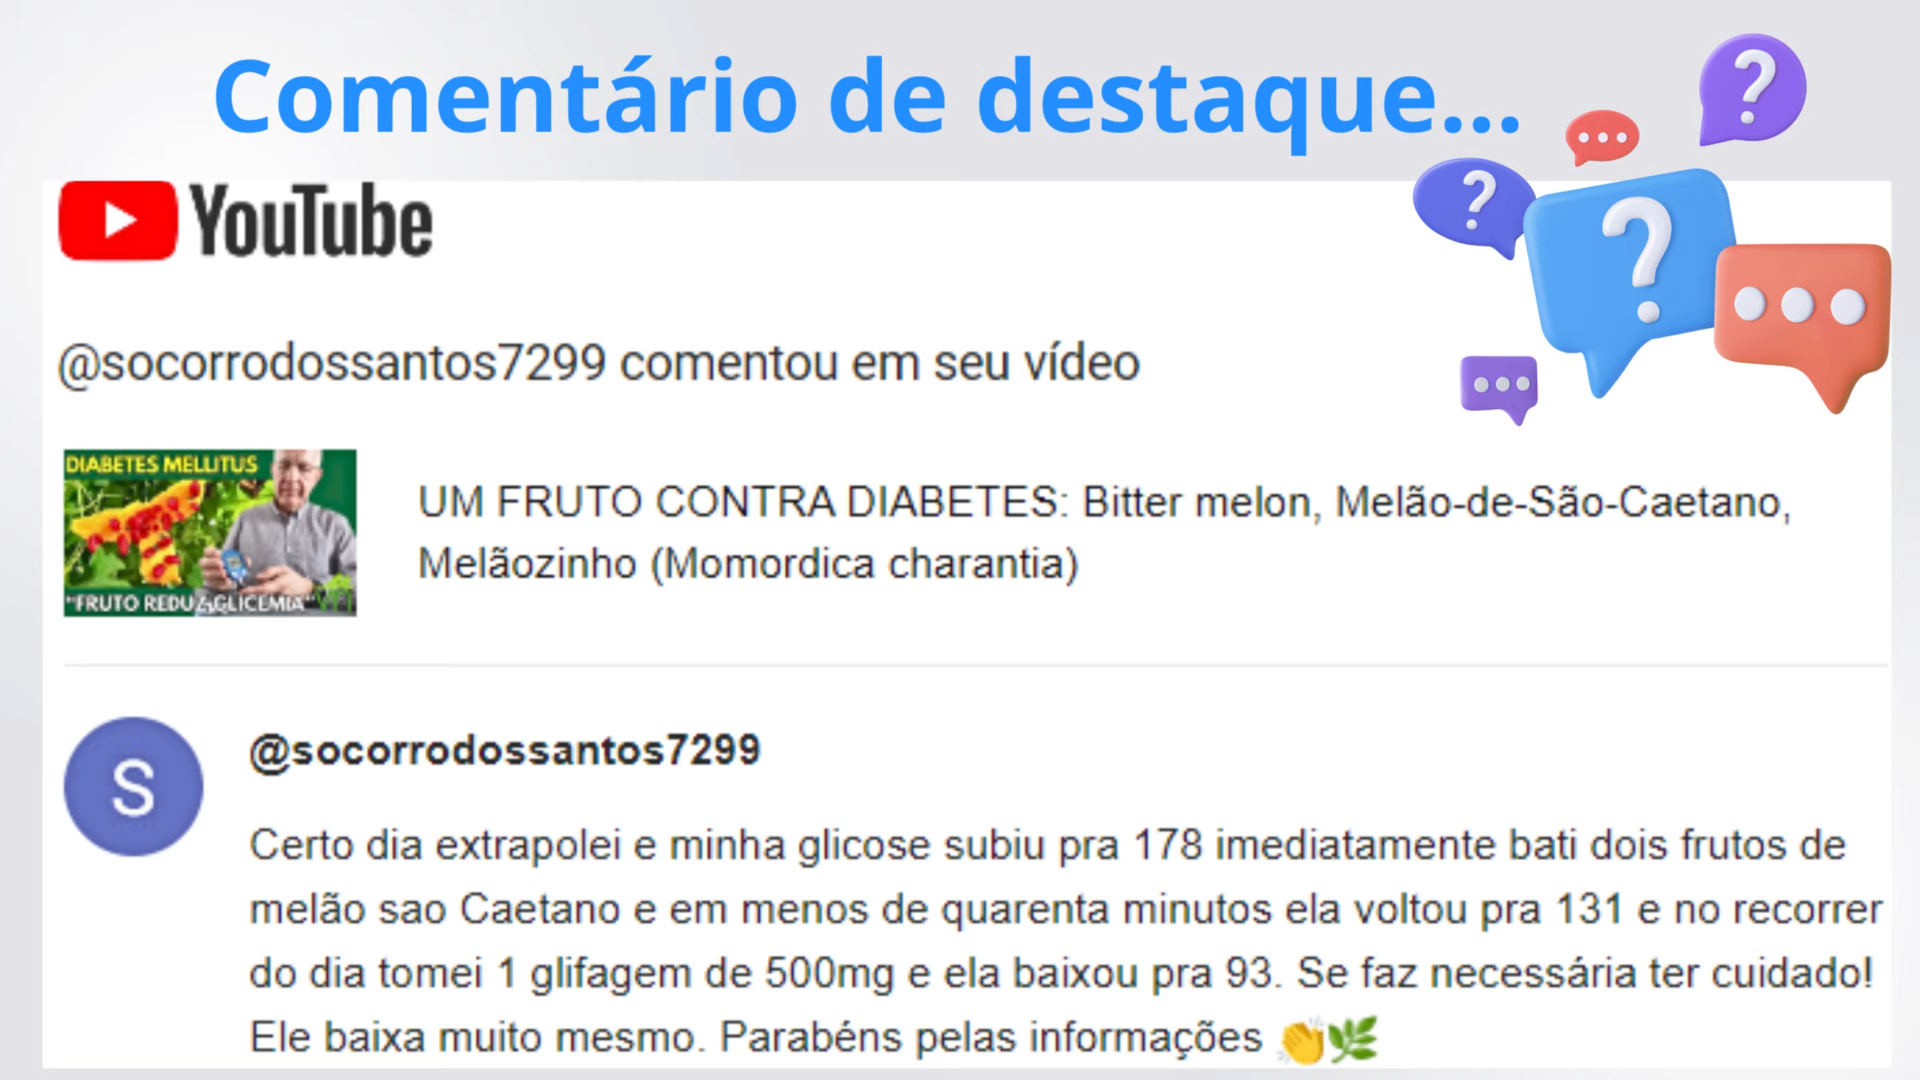 Comentário de destaque...
YouTube
@socorrodossantos7299 comentou em seu vídeo
DIABETES MELLITUS
"FRUTO REDUZ GLICEMIA"
UM FRUTO CONTRA DIABETES: Bitter melon, Melão-de-São-Caetano,
Melãozinho (Momordica charantia)
S
@socorrodossantos7299
Certo dia extrapolei e minha glicose subiu pra 178 imediatamente bati dois frutos de
melão sao Caetano e em menos de quarenta minutos ela voltou pra 131 e no recorrer
do dia tomei 1 glifagem de 500mg e ela baixou pra 93. Se faz necessária ter cuidado!
Ele baixa muito mesmo. Parabéns pelas informações 👏🌿